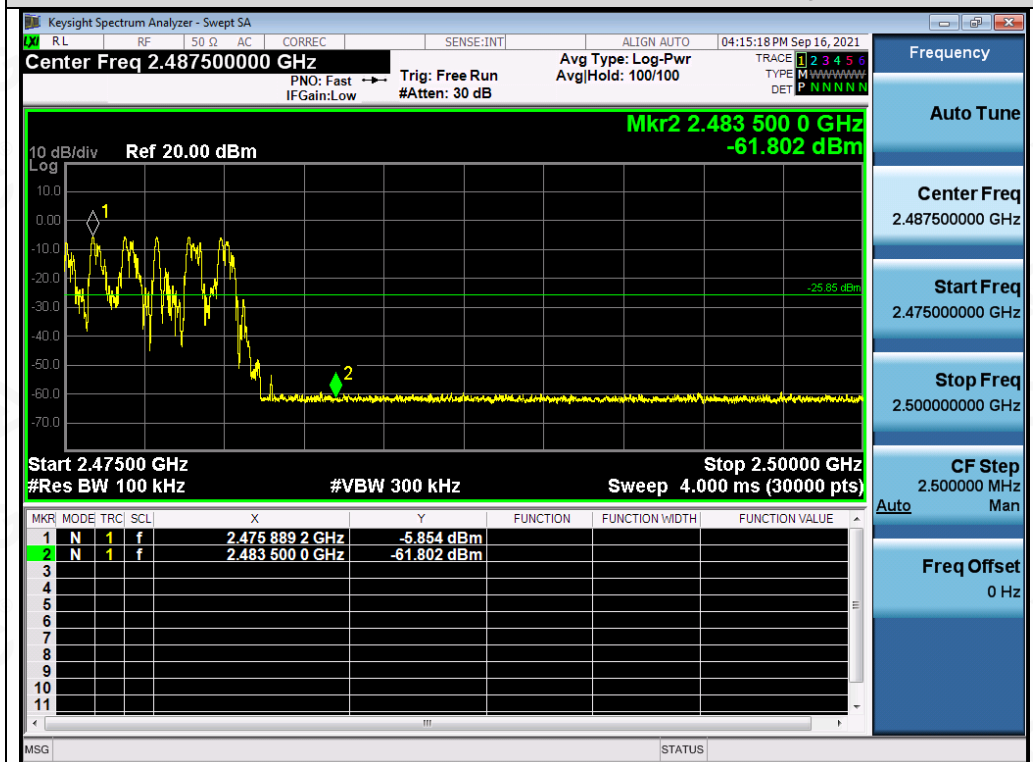 Keysight Spectrum Analyzer - Swept SA
LXI RL RF 50 Ω AC CORREC SENSE:INT ALIGN AUTO 04:15:18 PM Sep 16, 2021
Center Freq 2.487500000 GHz
PNO: Fast
IFGain:Low
Trig: Free Run
#Atten: 30 dB
Avg Type: Log-Pwr
Avg|Hold: 100/100
TRACE 1 2 3 4 5 6
TYPE M W W W W W
DET P N N N N N
Mkr2 2.483 500 0 GHz
-61.802 dBm
10 dB/div Ref 20.00 dBm
Log
10.0
0.00
-10.0
-20.0
-30.0
-40.0
-50.0
-60.0
-70.0
1
2
-25.85 dBm
Start 2.47500 GHz Stop 2.50000 GHz
#Res BW 100 kHz #VBW 300 kHz Sweep 4.000 ms (30000 pts)
MKR MODE TRC SCL X Y FUNCTION FUNCTION WIDTH FUNCTION VALUE
1 N 1 f 2.475 889 2 GHz -5.854 dBm
2 N 1 f 2.483 500 0 GHz -61.802 dBm
3
4
5
6
7
8
9
10
11
MSG STATUS
Frequency
Auto Tune
Center Freq
2.487500000 GHz
Start Freq
2.475000000 GHz
Stop Freq
2.500000000 GHz
CF Step
2.500000 MHz
Auto Man
Freq Offset
0 Hz